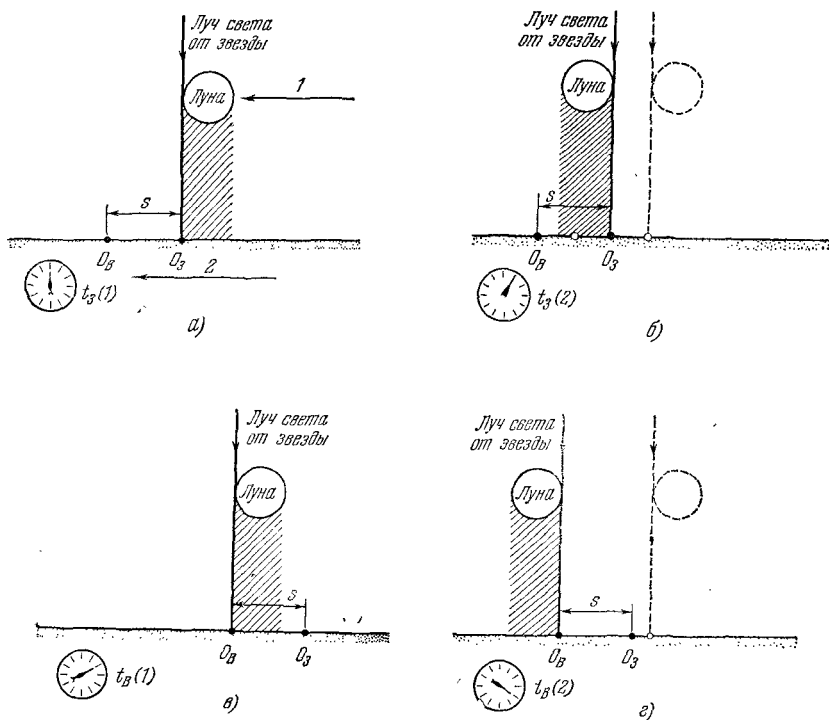 Луч света
от звезды
Луна
1
s
O_В
O_З
2
t_З(1)
а)
Луч света
от звезды
Луна
s
O_В
O_З
t_З(2)
б)
Луч света
от звезды
Луна
s
O_В
O_З
t_В(1)
в)
Луч света
от звезды
Луна
s
O_В
O_З
t_В(2)
г)